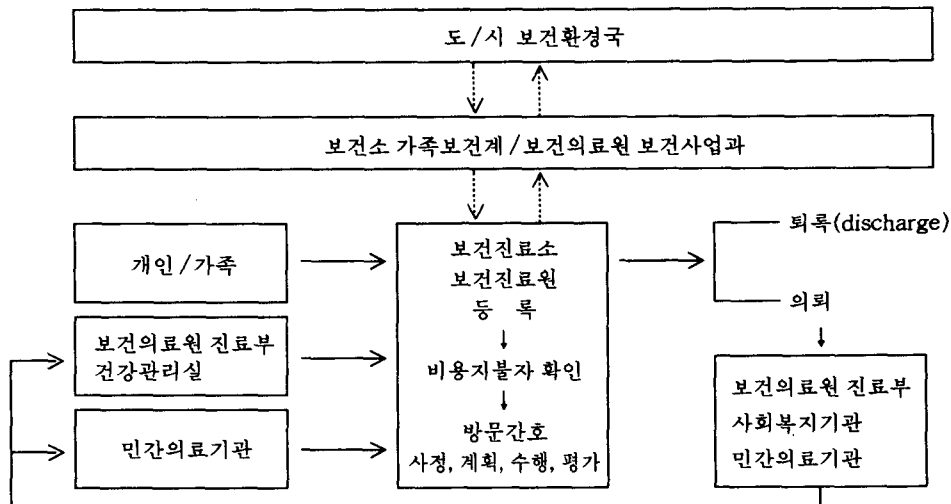 도/시 보건환경국
보건소 가족보건계/보건의료원 보건사업과
개인/가족
보건의료원 진료부
건강관리실
민간의료기관
보건진료소
보건진료원
등 록
비용지불자 확인
방문간호
사정, 계획, 수행, 평가
퇴록(discharge)
의뢰
보건의료원 진료부
사회복지기관
민간의료기관